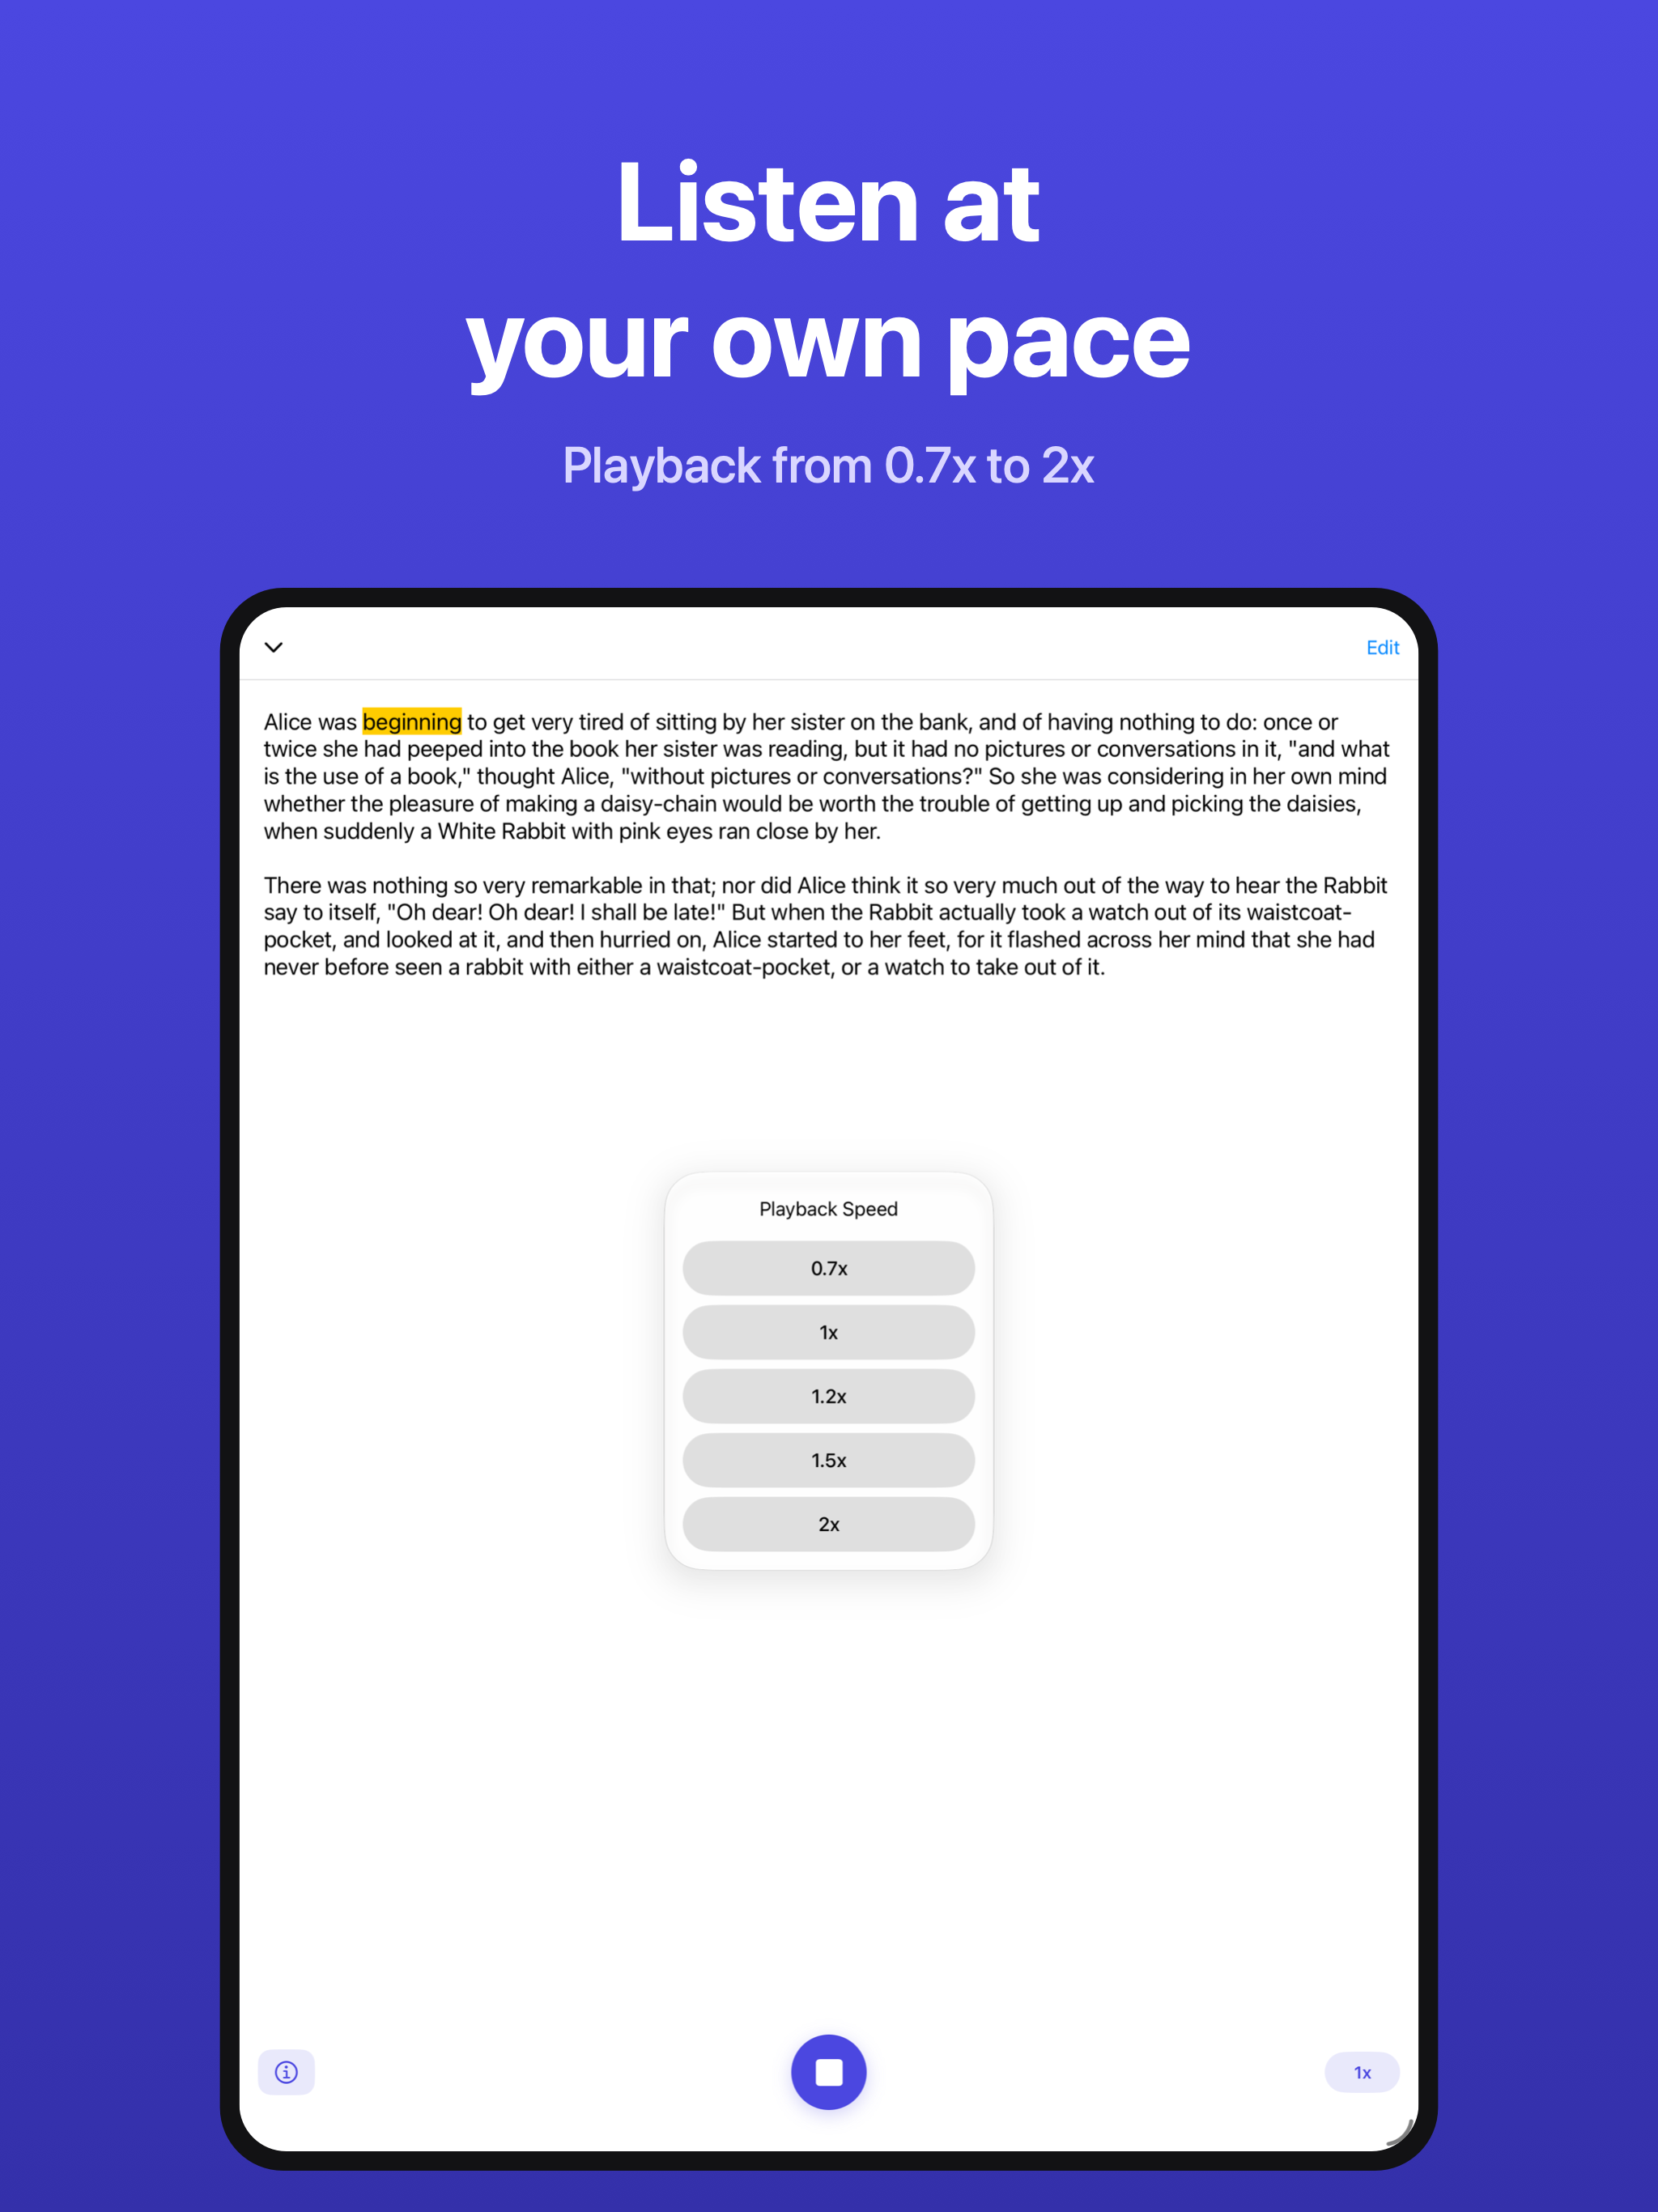 Listen at
your own pace
Playback from 0.7x to 2x
Edit
Alice was beginning to get very tired of sitting by her sister on the bank, and of having nothing to do: once or
twice she had peeped into the book her sister was reading, but it had no pictures or conversations in it, "and what
is the use of a book," thought Alice, "without pictures or conversations?" So she was considering in her own mind
whether the pleasure of making a daisy-chain would be worth the trouble of getting up and picking the daisies,
when suddenly a White Rabbit with pink eyes ran close by her.
There was nothing so very remarkable in that; nor did Alice think it so very much out of the way to hear the Rabbit
say to itself, "Oh dear! Oh dear! I shall be late!" But when the Rabbit actually took a watch out of its waistcoat-
pocket, and looked at it, and then hurried on, Alice started to her feet, for it flashed across her mind that she had
never before seen a rabbit with either a waistcoat-pocket, or a watch to take out of it.
Playback Speed
0.7x
1x
1.2x
1.5x
2x
1x